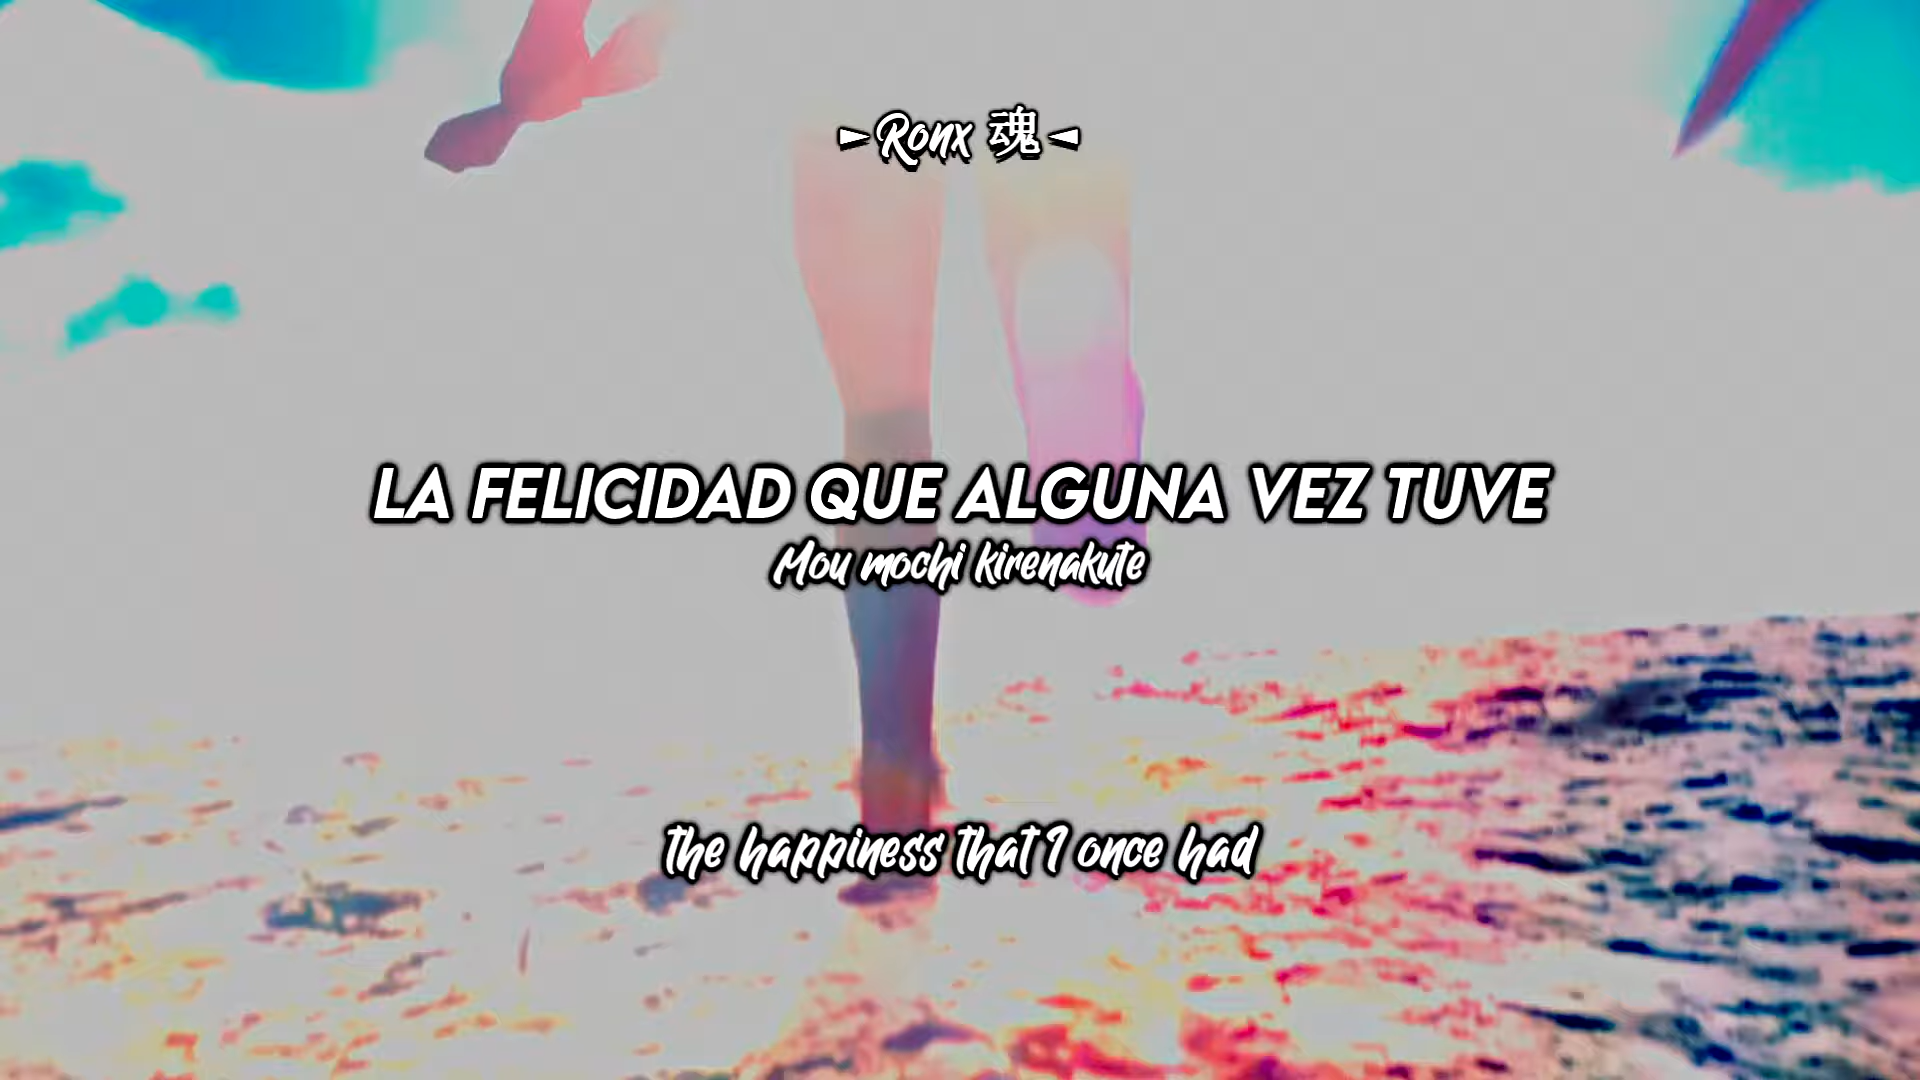 ►Ronx 魂◄
LA FELICIDAD QUE ALGUNA VEZ TUVE
Mou mochi kirenakute
the happiness that I once had